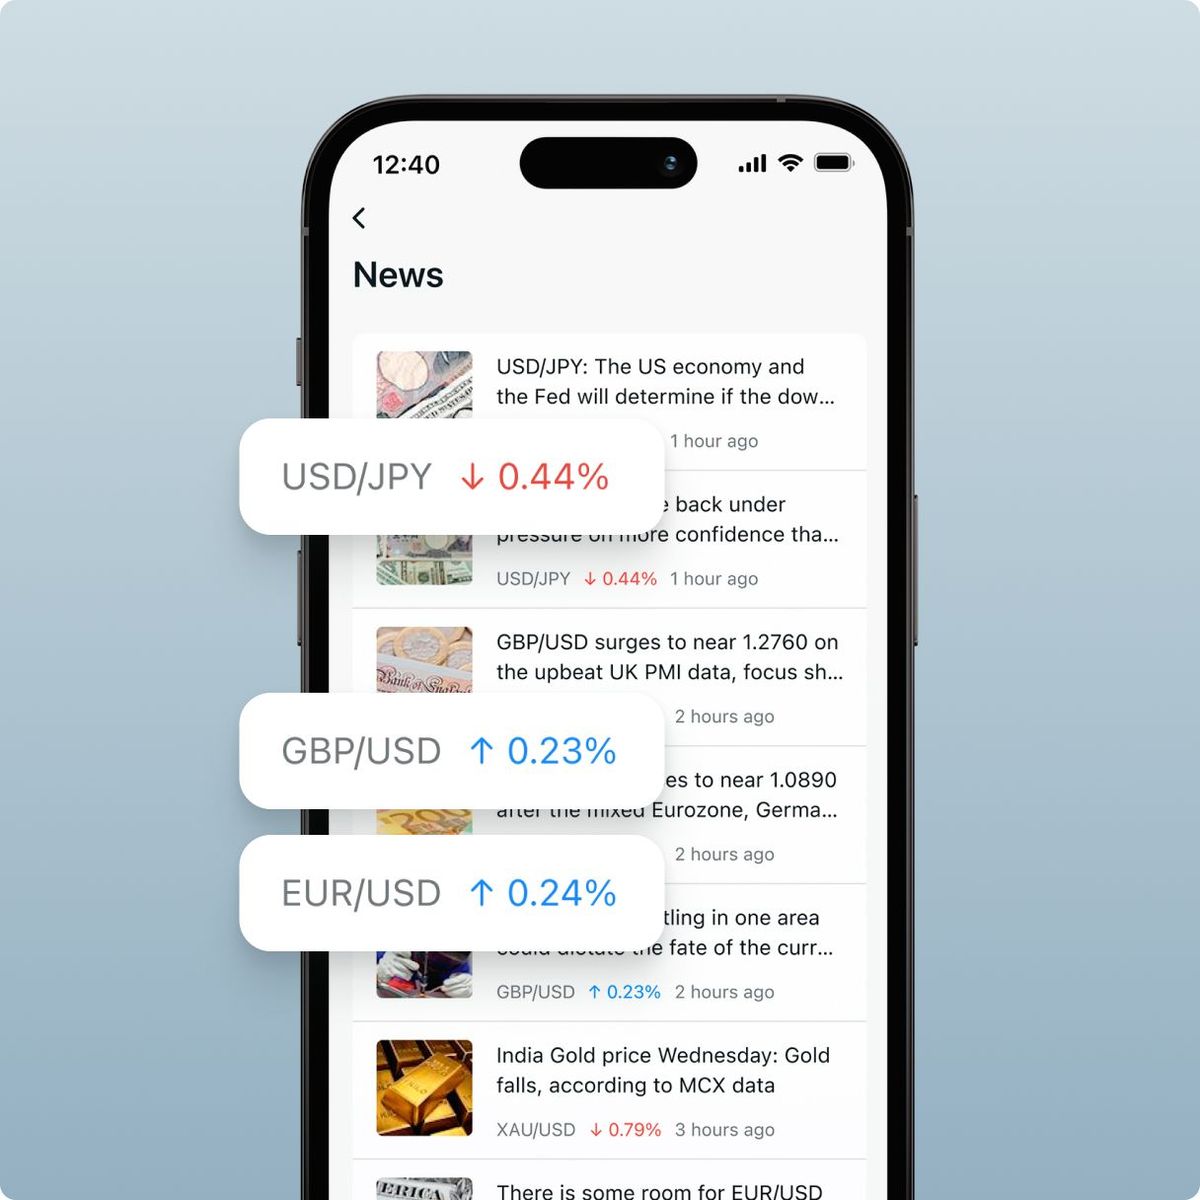 12:40
News
USD/JPY: The US economy and
the Fed will determine if the dow...
1 hour ago
USD/JPY ↓ 0.44%
back under
pressure on more confidence tha...
USD/JPY ↓ 0.44% 1 hour ago
GBP/USD surges to near 1.2760 on
the upbeat UK PMI data, focus sh...
2 hours ago
GBP/USD ↑ 0.23%
to near 1.0890
after the mixed Eurozone, Germa...
2 hours ago
EUR/USD ↑ 0.24%
in one area
could dictate the fate of the curr...
GBP/USD ↑ 0.23% 2 hours ago
India Gold price Wednesday: Gold
falls, according to MCX data
XAU/USD ↓ 0.79% 3 hours ago
There is some room for EUR/USD